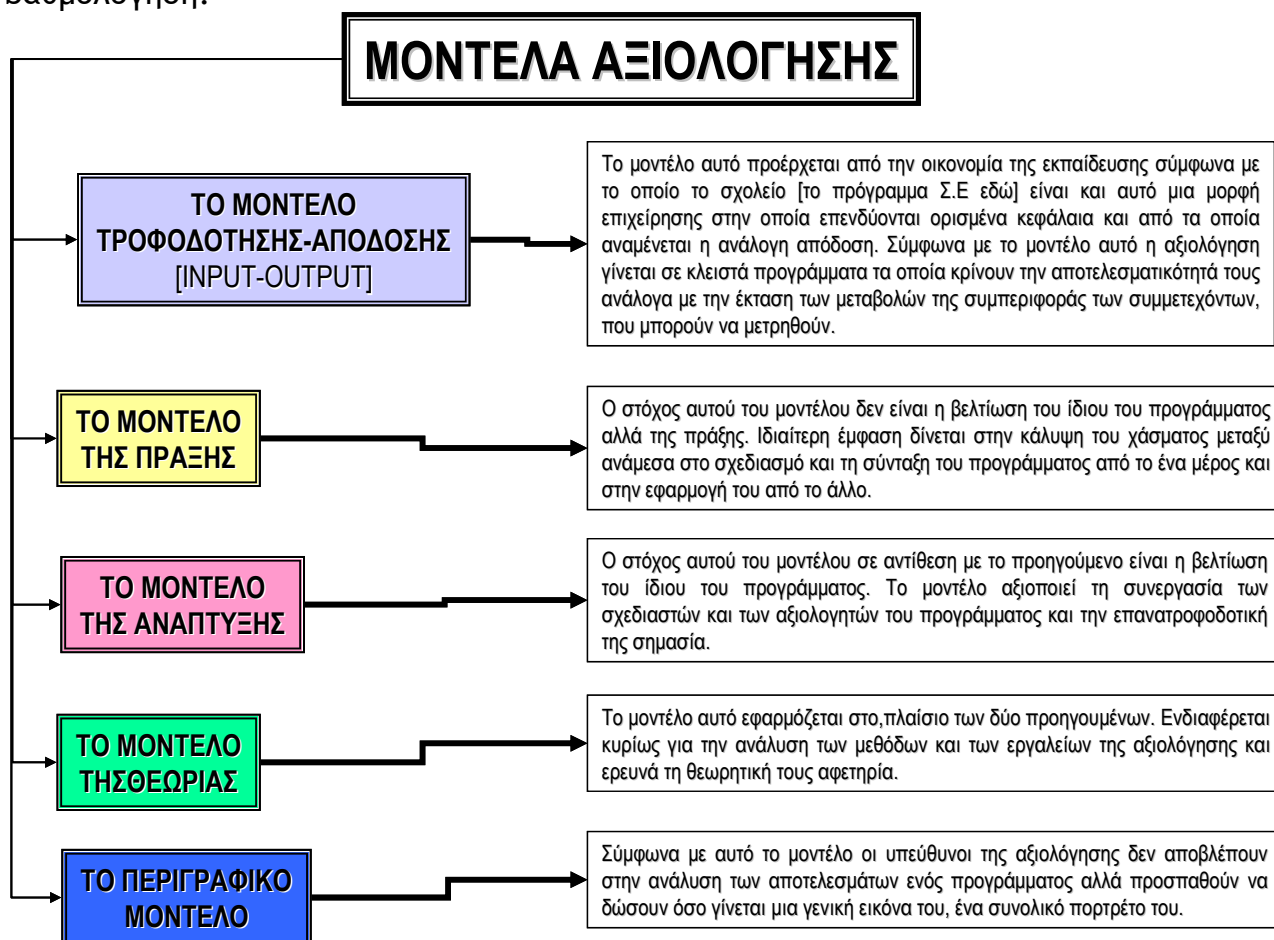 βαθμολόγηση.
ΜΟΝΤΕΛΑ ΑΞΙΟΛΟΓΗΣΗΣ
ΤΟ ΜΟΝΤΕΛΟ
ΤΡΟΦΟΔΟΤΗΣΗΣ-ΑΠΟΔΟΣΗΣ
[INPUT-OUTPUT]
Το μοντέλο αυτό προέρχεται από την οικονομία της εκπαίδευσης σύμφωνα με
το οποίο το σχολείο [το πρόγραμμα Σ.Ε εδώ] είναι και αυτό μια μορφή
επιχείρησης στην οποία επενδύονται ορισμένα κεφάλαια και από τα οποία
αναμένεται η ανάλογη απόδοση. Σύμφωνα με το μοντέλο αυτό η αξιολόγηση
γίνεται σε κλειστά προγράμματα τα οποία κρίνουν την αποτελεσματικότητά τους
ανάλογα με την έκταση των μεταβολών της συμπεριφοράς των συμμετεχόντων,
που μπορούν να μετρηθούν.
ΤΟ ΜΟΝΤΕΛΟ
ΤΗΣ ΠΡΑΞΗΣ
Ο στόχος αυτού του μοντέλου δεν είναι η βελτίωση του ίδιου του προγράμματος
αλλά της πράξης. Ιδιαίτερη έμφαση δίνεται στην κάλυψη του χάσματος μεταξύ
ανάμεσα στο σχεδιασμό και τη σύνταξη του προγράμματος από το ένα μέρος και
στην εφαρμογή του από το άλλο.
ΤΟ ΜΟΝΤΕΛΟ
ΤΗΣ ΑΝΑΠΤΥΞΗΣ
Ο στόχος αυτού του μοντέλου σε αντίθεση με το προηγούμενο είναι η βελτίωση
του ίδιου του προγράμματος. Το μοντέλο αξιοποιεί τη συνεργασία των
σχεδιαστών και των αξιολογητών του προγράμματος και την επανατροφοδοτική
της σημασία.
ΤΟ ΜΟΝΤΕΛΟ
ΤΗΣΘΕΩΡΙΑΣ
Το μοντέλο αυτό εφαρμόζεται στο,πλαίσιο των δύο προηγουμένων. Ενδιαφέρεται
κυρίως για την ανάλυση των μεθόδων και των εργαλείων της αξιολόγησης και
ερευνά τη θεωρητική τους αφετηρία.
ΤΟ ΠΕΡΙΓΡΑΦΙΚΟ
ΜΟΝΤΕΛΟ
Σύμφωνα με αυτό το μοντέλο οι υπεύθυνοι της αξιολόγησης δεν αποβλέπουν
στην ανάλυση των αποτελεσμάτων ενός προγράμματος αλλά προσπαθούν να
δώσουν όσο γίνεται μια γενική εικόνα του, ένα συνολικό πορτρέτο του.